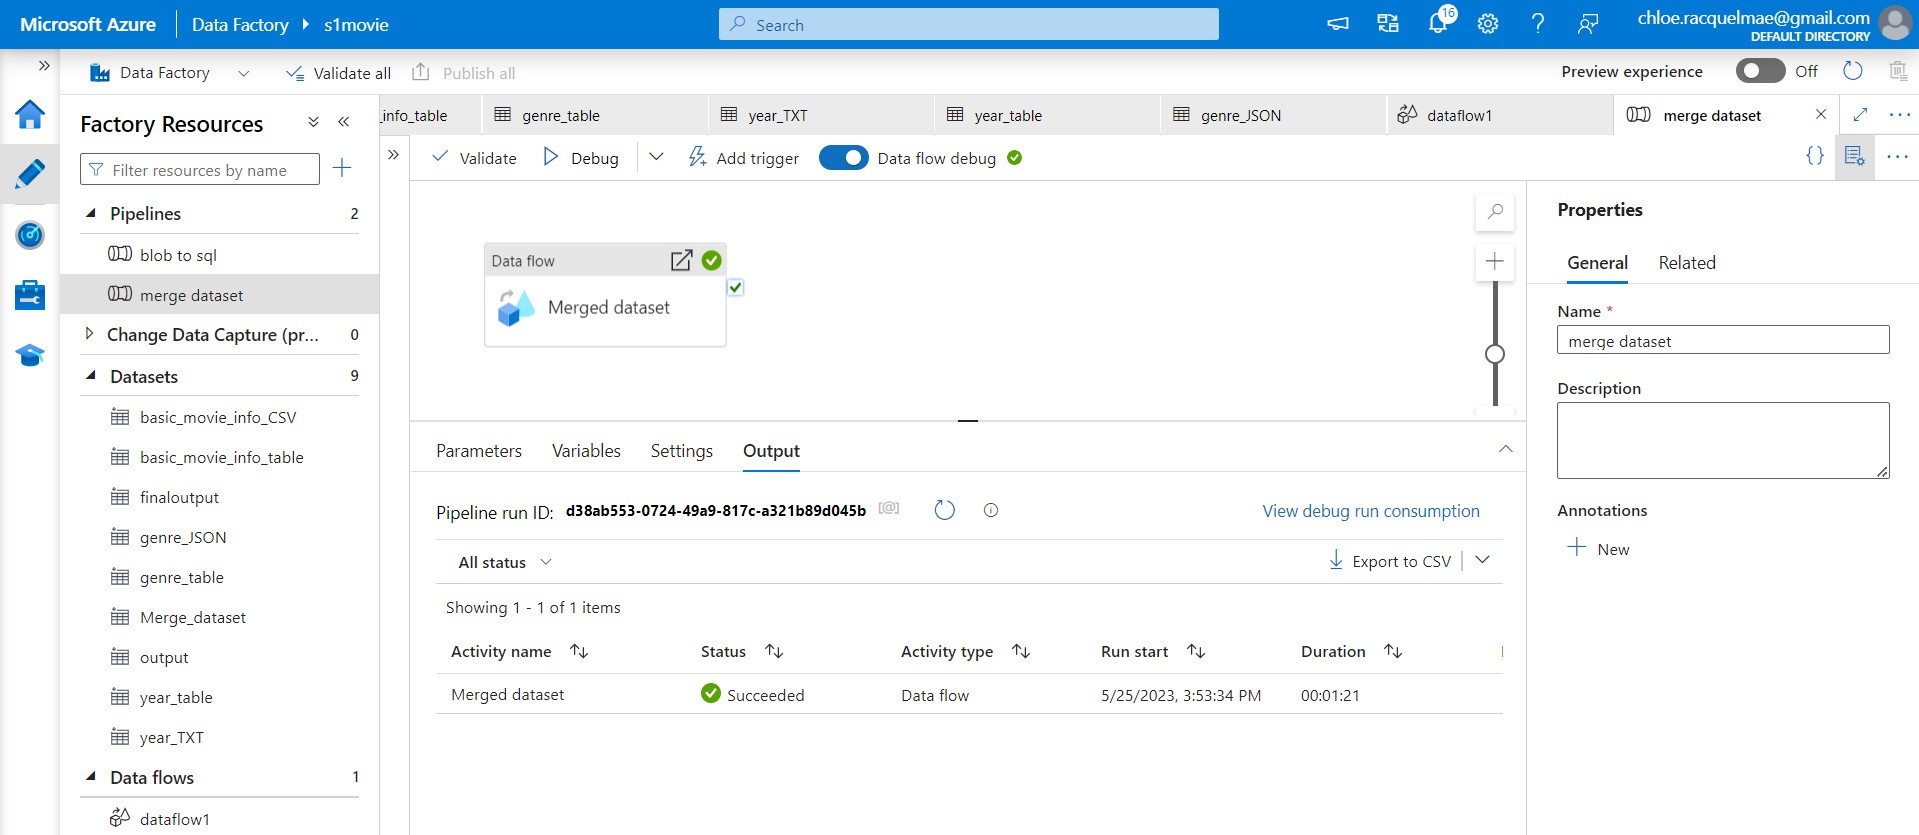 Microsoft Azure
Data Factory
s1movie
Search
16
chloe.racquelmae@gmail.com
DEFAULT DIRECTORY
Data Factory
Validate all
Publish all
Preview experience
Off
Factory Resources
Filter resources by name
Pipelines 2
blob to sql
merge dataset
Change Data Capture (pr... 0
Datasets 9
basic_movie_info_CSV
basic_movie_info_table
finaloutput
genre_JSON
genre_table
Merge_dataset
output
year_table
year_TXT
Data flows 1
dataflow1
_info_table
genre_table
year_TXT
year_table
genre_JSON
dataflow1
merge dataset
Validate
Debug
Add trigger
Data flow debug
{}
Data flow
Merged dataset
Parameters
Variables
Settings
Output
Pipeline run ID: d38ab553-0724-49a9-817c-a321b89d045b [@]
View debug run consumption
All status
Export to CSV
Showing 1 - 1 of 1 items
Activity name Status Activity type Run start Duration
Merged dataset Succeeded Data flow 5/25/2023, 3:53:34 PM 00:01:21
Properties
General
Related
Name *
merge dataset
Description
Annotations
New